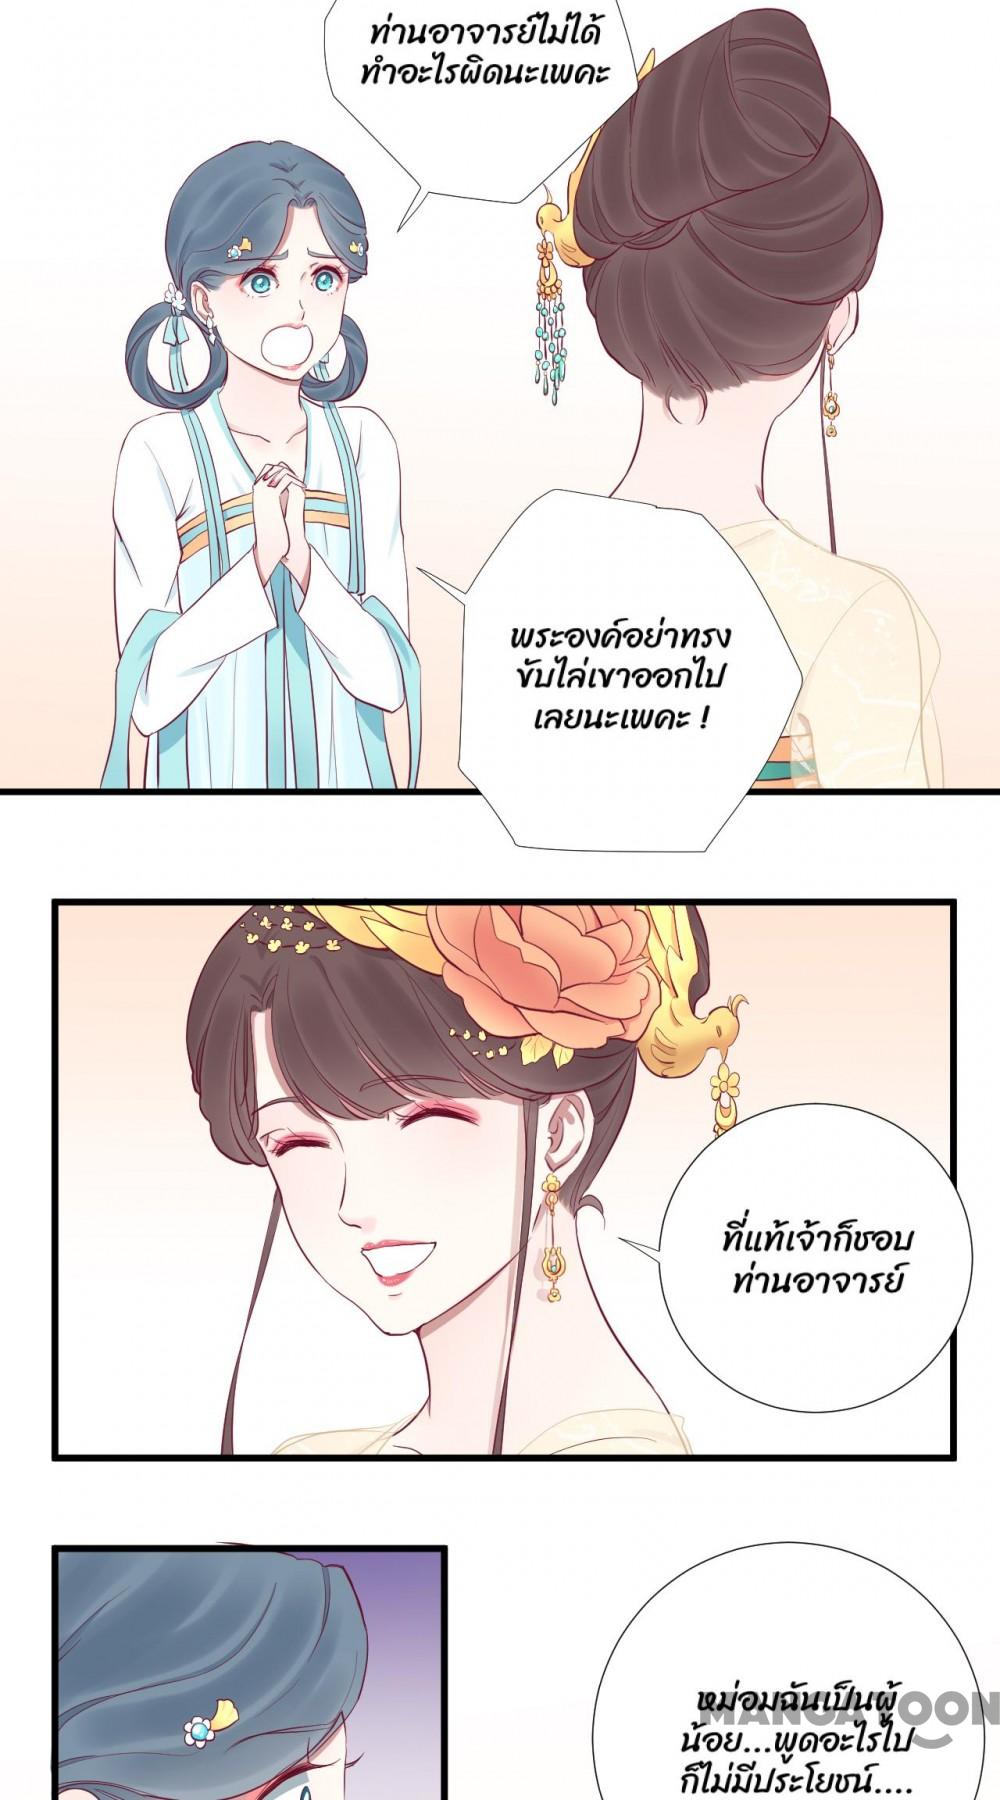 ท่านอาจารย์ไม่ได้
ทำอะไรผิดนะเพคะ
พระองค์อย่าทรง
ขับไล่เขาออกไป
เลยนะเพคะ !
ที่แท้เจ้าก็ชอบ
ท่านอาจารย์
หม่อมฉันเป็นผู้
น้อย...พูดอะไรไป
ก็ไม่มีประโยชน์....
MANGATOON